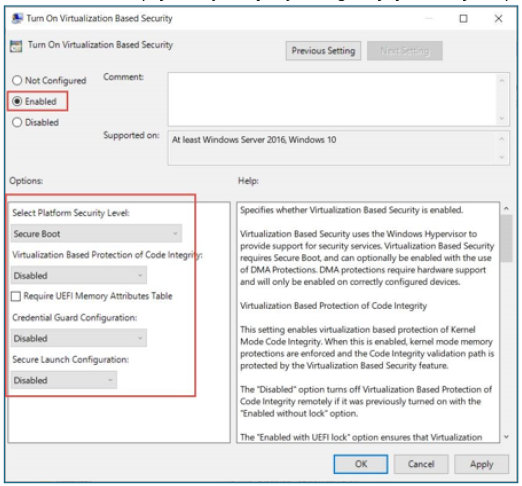 Turn On Virtualization Based Security
Turn On Virtualization Based Security
Previous Setting
Next Setting
Not Configured
Comment:
Enabled
Disabled
Supported on:
At least Windows Server 2016, Windows 10
Options:
Help:
Select Platform Security Level:
Secure Boot
Virtualization Based Protection of Code Integrity:
Disabled
Require UEFI Memory Attributes Table
Credential Guard Configuration:
Disabled
Secure Launch Configuration:
Disabled
Specifies whether Virtualization Based Security is enabled.
Virtualization Based Security uses the Windows Hypervisor to
provide support for security services. Virtualization Based Security
requires Secure Boot, and can optionally be enabled with the use
of DMA Protections. DMA protections require hardware support
and will only be enabled on correctly configured devices.
Virtualization Based Protection of Code Integrity
This setting enables virtualization based protection of Kernel
Mode Code Integrity. When this is enabled, kernel mode memory
protections are enforced and the Code Integrity validation path is
protected by the Virtualization Based Security feature.
The "Disabled" option turns off Virtualization Based Protection of
Code Integrity remotely if it was previously turned on with the
"Enabled without lock" option.
The "Enabled with UEFI lock" option ensures that Virtualization
OK
Cancel
Apply